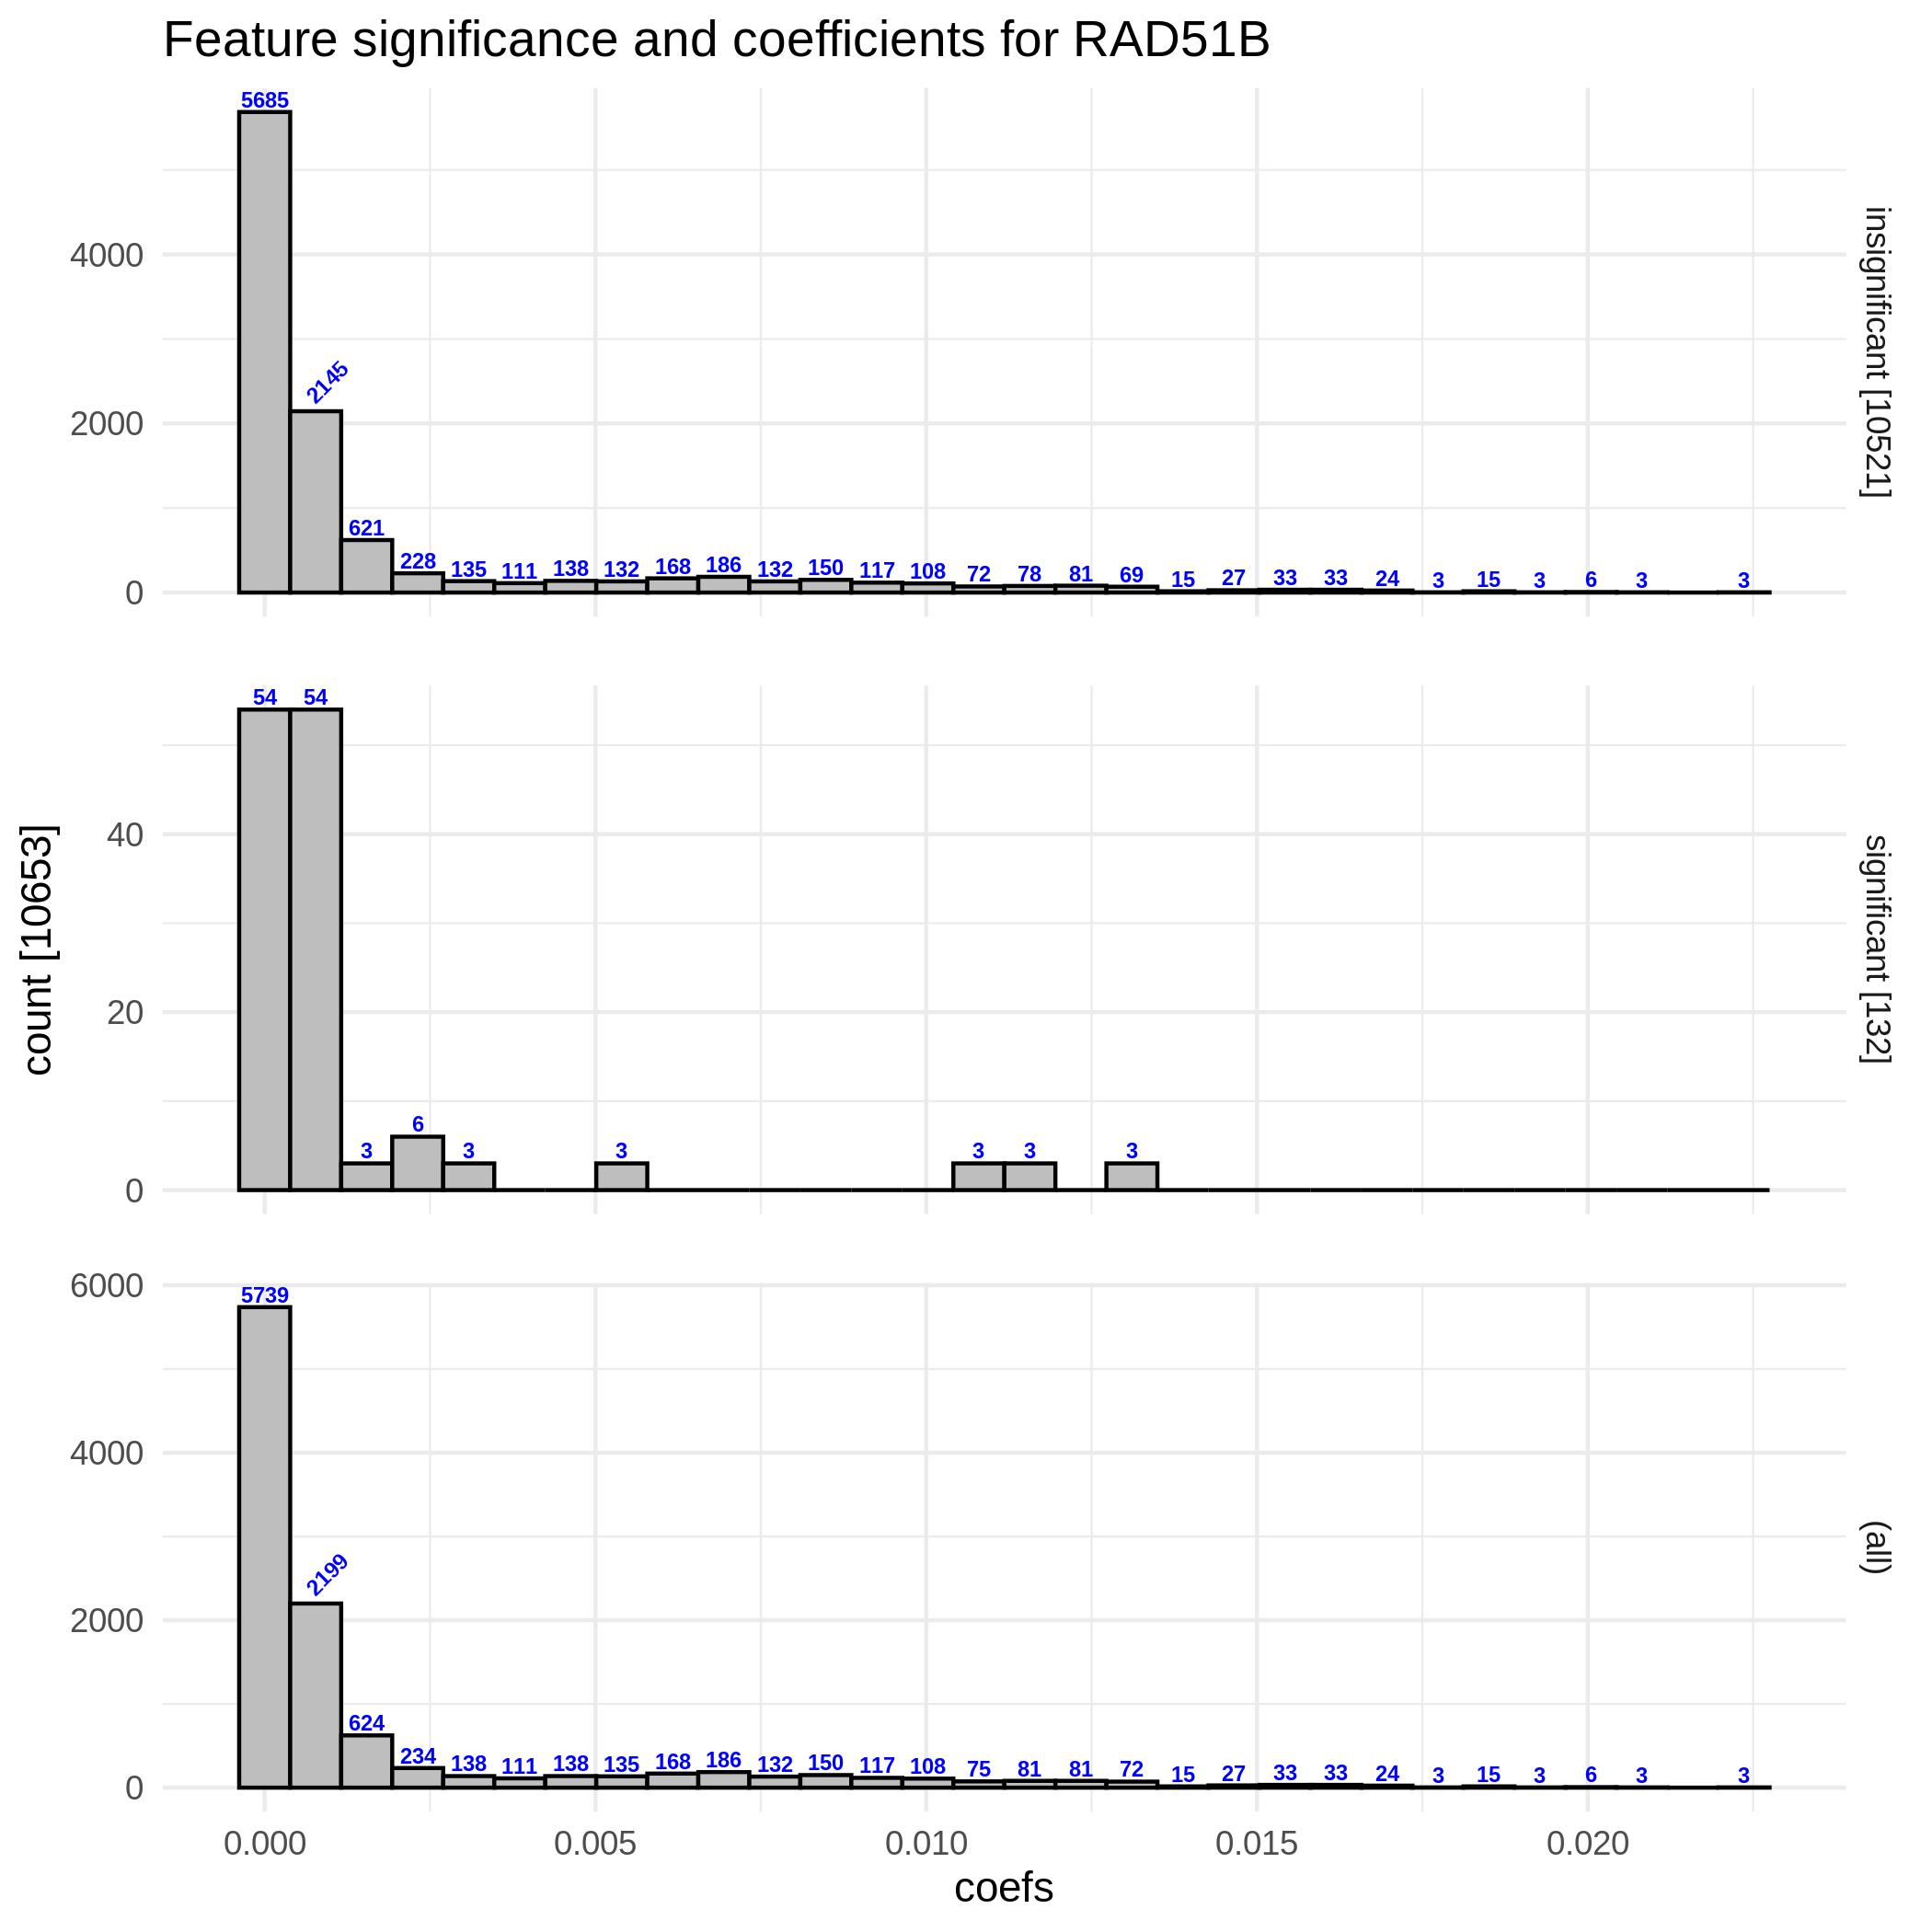 Feature significance and coefficients for RAD51B
5685
2145
621 228 135 111 138 132 168 186 132 150 117 108 72 78 81 69 15 27 33 33 24 3 15 3 6 3 3
4000
2000
0
insignificant [10521]
54 54
3 6 3 3 3 3 3
40
20
0
significant [132]
count [10653]
5739
2199
624 234 138 111 138 135 168 186 132 150 117 108 75 81 81 72 15 27 33 33 24 3 15 3 6 3 3
6000
4000
2000
0
(all)
0.000 0.005 0.010 0.015 0.020
coefs